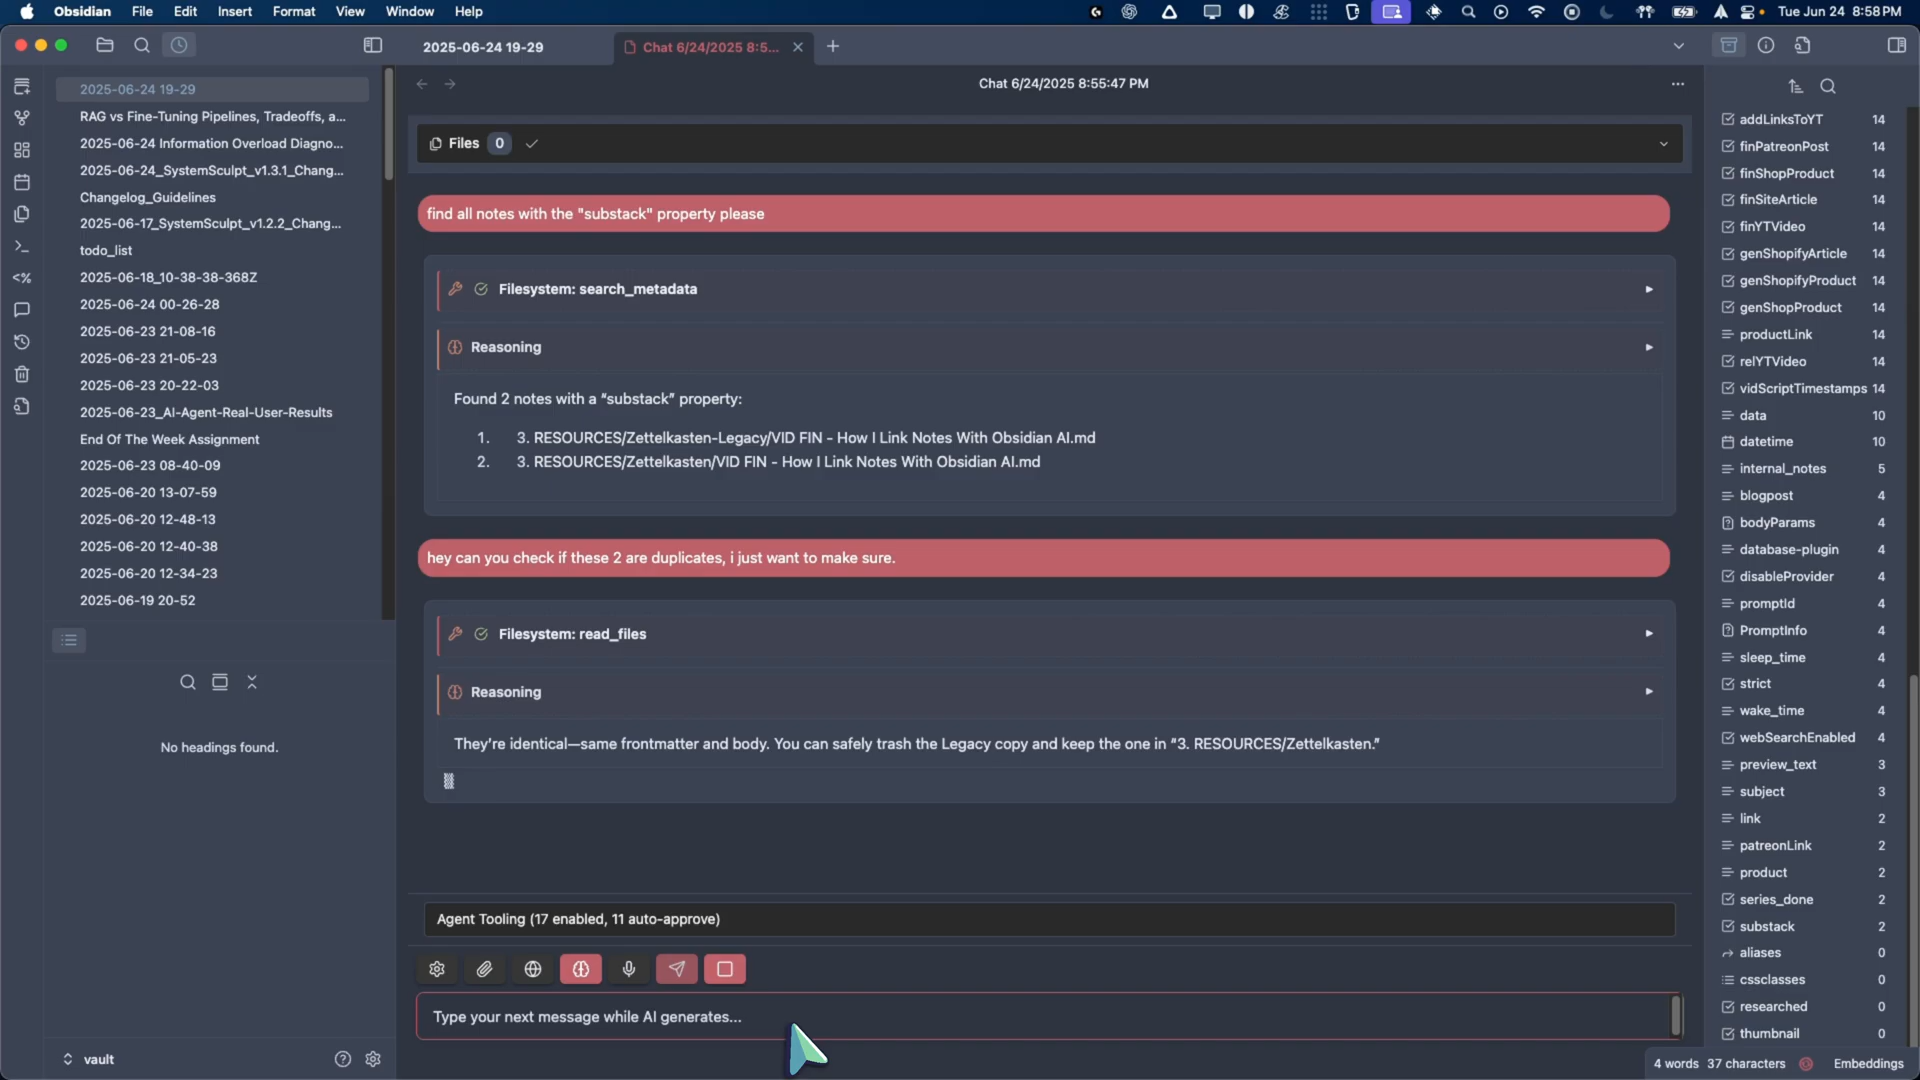 Obsidian File Edit Insert Format View Window Help
Tue Jun 24 8:58 PM
2025-06-24 19-29
Chat 6/24/2025 8:5...
Chat 6/24/2025 8:55:47 PM
2025-06-24 19-29
RAG vs Fine-Tuning Pipelines, Tradeoffs, a...
2025-06-24 Information Overload Diagno...
2025-06-24_SystemSculpt_v1.3.1_Chang...
Changelog_Guidelines
2025-06-17_SystemSculpt_v1.2.2_Chang...
todo_list
2025-06-18_10-38-38-368Z
2025-06-24 00-26-28
2025-06-23 21-08-16
2025-06-23 21-05-23
2025-06-23 20-22-03
2025-06-23_AI-Agent-Real-User-Results
End Of The Week Assignment
2025-06-23 08-40-09
2025-06-20 13-07-59
2025-06-20 12-48-13
2025-06-20 12-40-38
2025-06-20 12-34-23
2025-06-19 20-52
No headings found.
vault
Files 0
find all notes with the "substack" property please
Filesystem: search_metadata
Reasoning
Found 2 notes with a “substack” property:
1. 3. RESOURCES/Zettelkasten-Legacy/VID FIN - How I Link Notes With Obsidian AI.md
2. 3. RESOURCES/Zettelkasten/VID FIN - How I Link Notes With Obsidian AI.md
hey can you check if these 2 are duplicates, i just want to make sure.
Filesystem: read_files
Reasoning
They’re identical—same frontmatter and body. You can safely trash the Legacy copy and keep the one in “3. RESOURCES/Zettelkasten.”
Agent Tooling (17 enabled, 11 auto-approve)
Type your next message while AI generates...
addLinksToYT 14
finPatreonPost 14
finShopProduct 14
finSiteArticle 14
finYTVideo 14
genShopifyArticle 14
genShopifyProduct 14
genShopProduct 14
productLink 14
relYTVideo 14
vidScriptTimestamps 14
data 10
datetime 10
internal_notes 5
blogpost 4
bodyParams 4
database-plugin 4
disableProvider 4
promptId 4
PromptInfo 4
sleep_time 4
strict 4
wake_time 4
webSearchEnabled 4
preview_text 3
subject 3
link 2
patreonLink 2
product 2
series_done 2
substack 2
aliases 0
cssclasses 0
researched 0
thumbnail 0
4 words 37 characters Embeddings